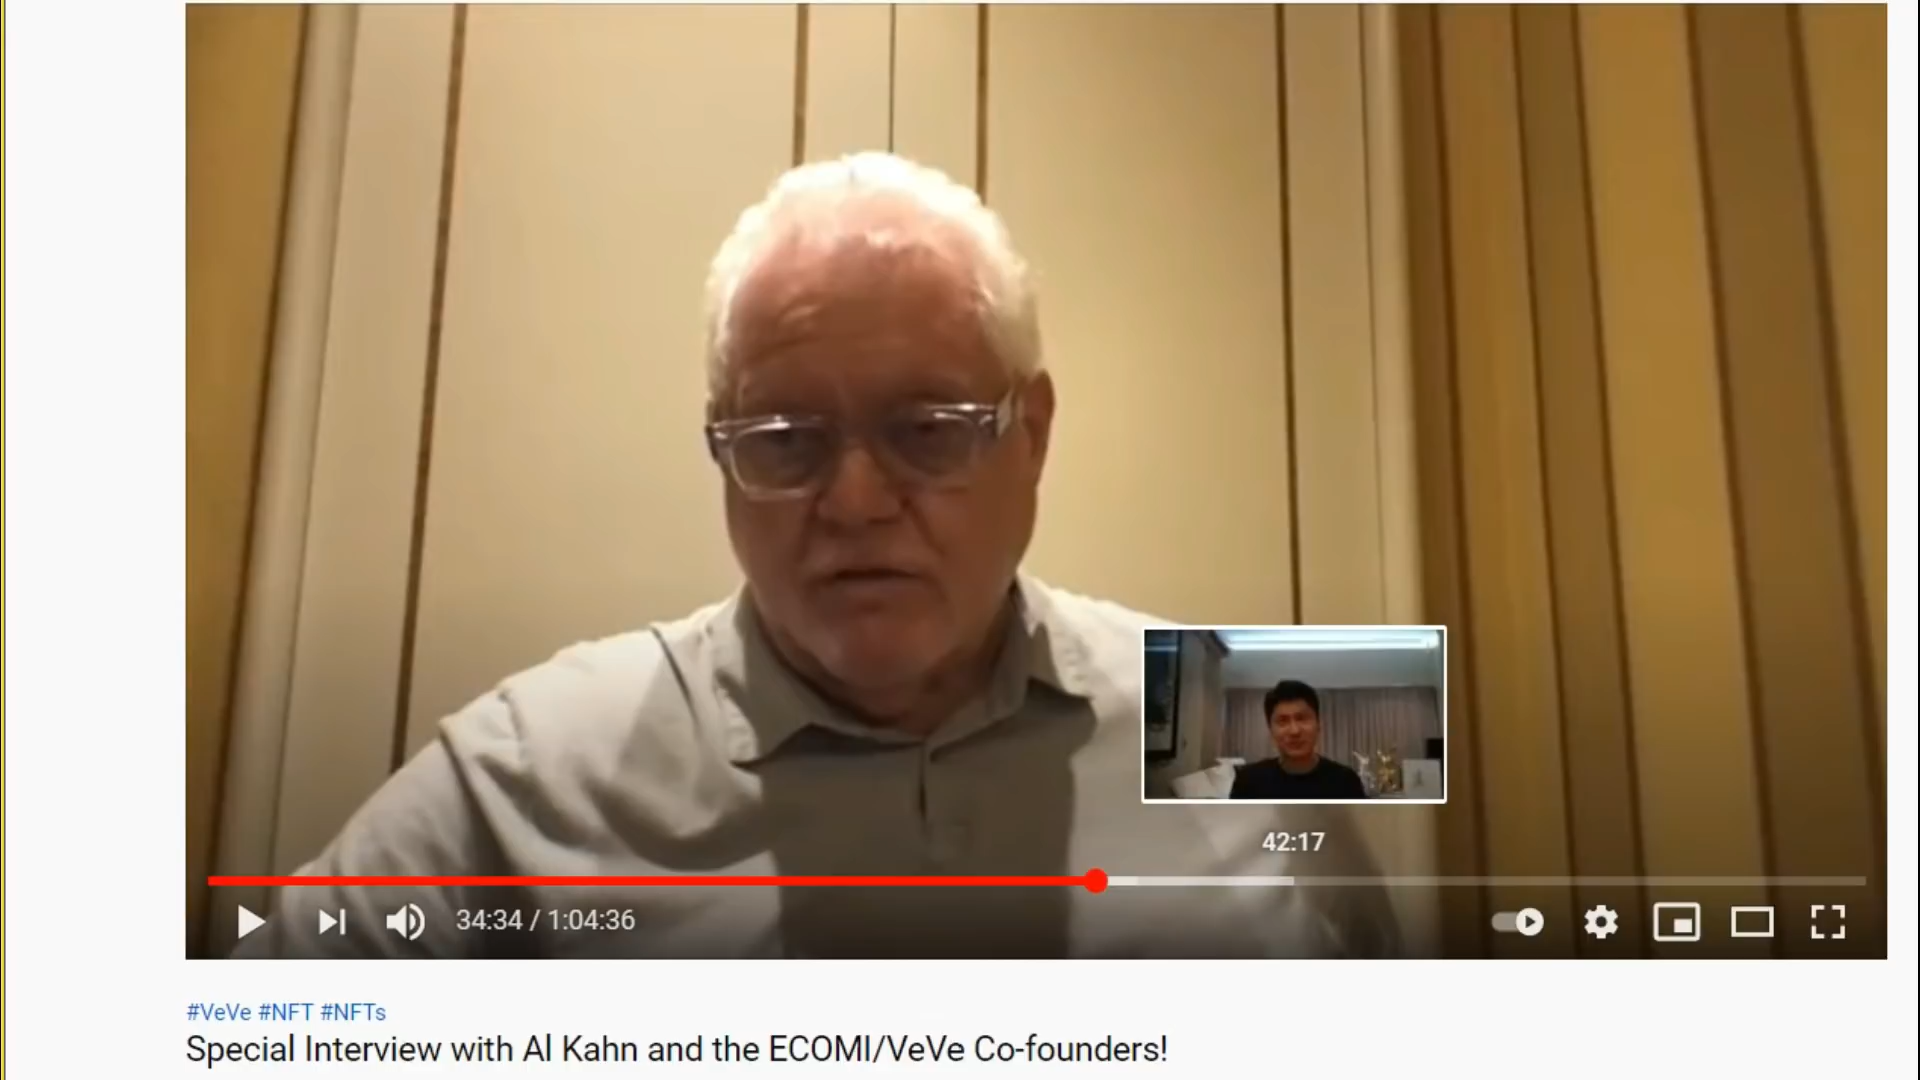 42:17
34:34 / 1:04:36
#VeVe #NFT #NFTs
Special Interview with Al Kahn and the ECOMI/VeVe Co-founders!